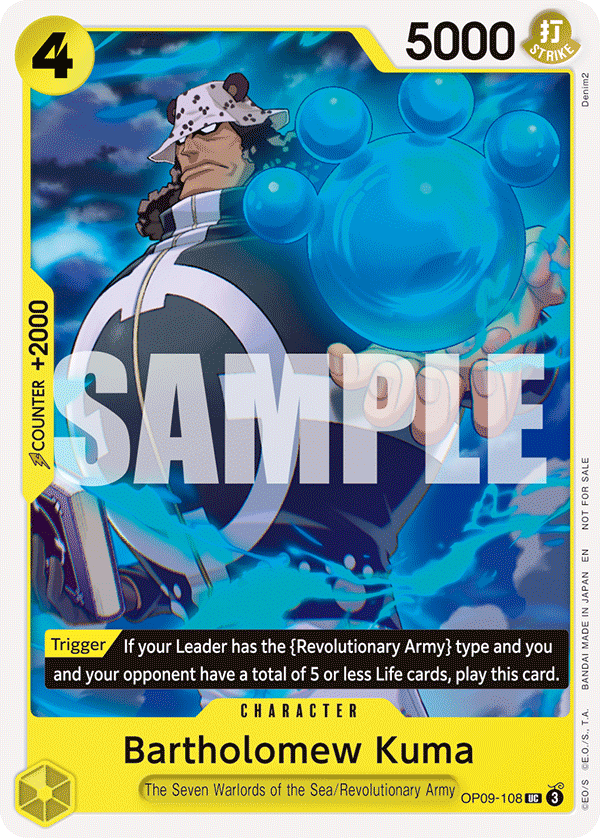 4
5000
打
STRIKE
Denim2
COUNTER +2000
SAMPLE
Trigger If your Leader has the {Revolutionary Army} type and you
and your opponent have a total of 5 or less Life cards, play this card.
CHARACTER
Bartholomew Kuma
The Seven Warlords of the Sea/Revolutionary Army
OP09-108 UC 3
©EO/S ©E.O./S., T.A. BANDAI MADE IN JAPAN EN NOT FOR SALE